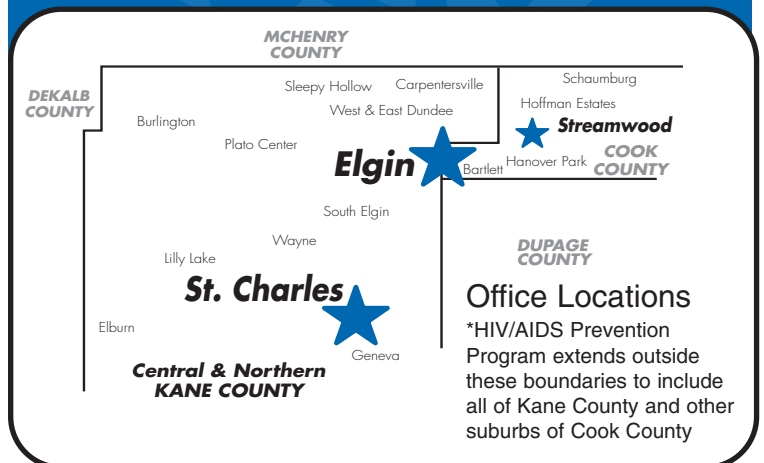 MCHENRY
COUNTY
DEKALB
COUNTY
Sleepy Hollow
Carpentersville
Schaumburg
West & East Dundee
Hoffman Estates
Burlington
Streamwood
Plato Center
Elgin
Bartlett
Hanover Park
COOK
COUNTY
South Elgin
Wayne
DUPAGE
COUNTY
Lilly Lake
St. Charles
Elburn
Geneva
Central & Northern
KANE COUNTY
Office Locations
*HIV/AIDS Prevention
Program extends outside
these boundaries to include
all of Kane County and other
suburbs of Cook County